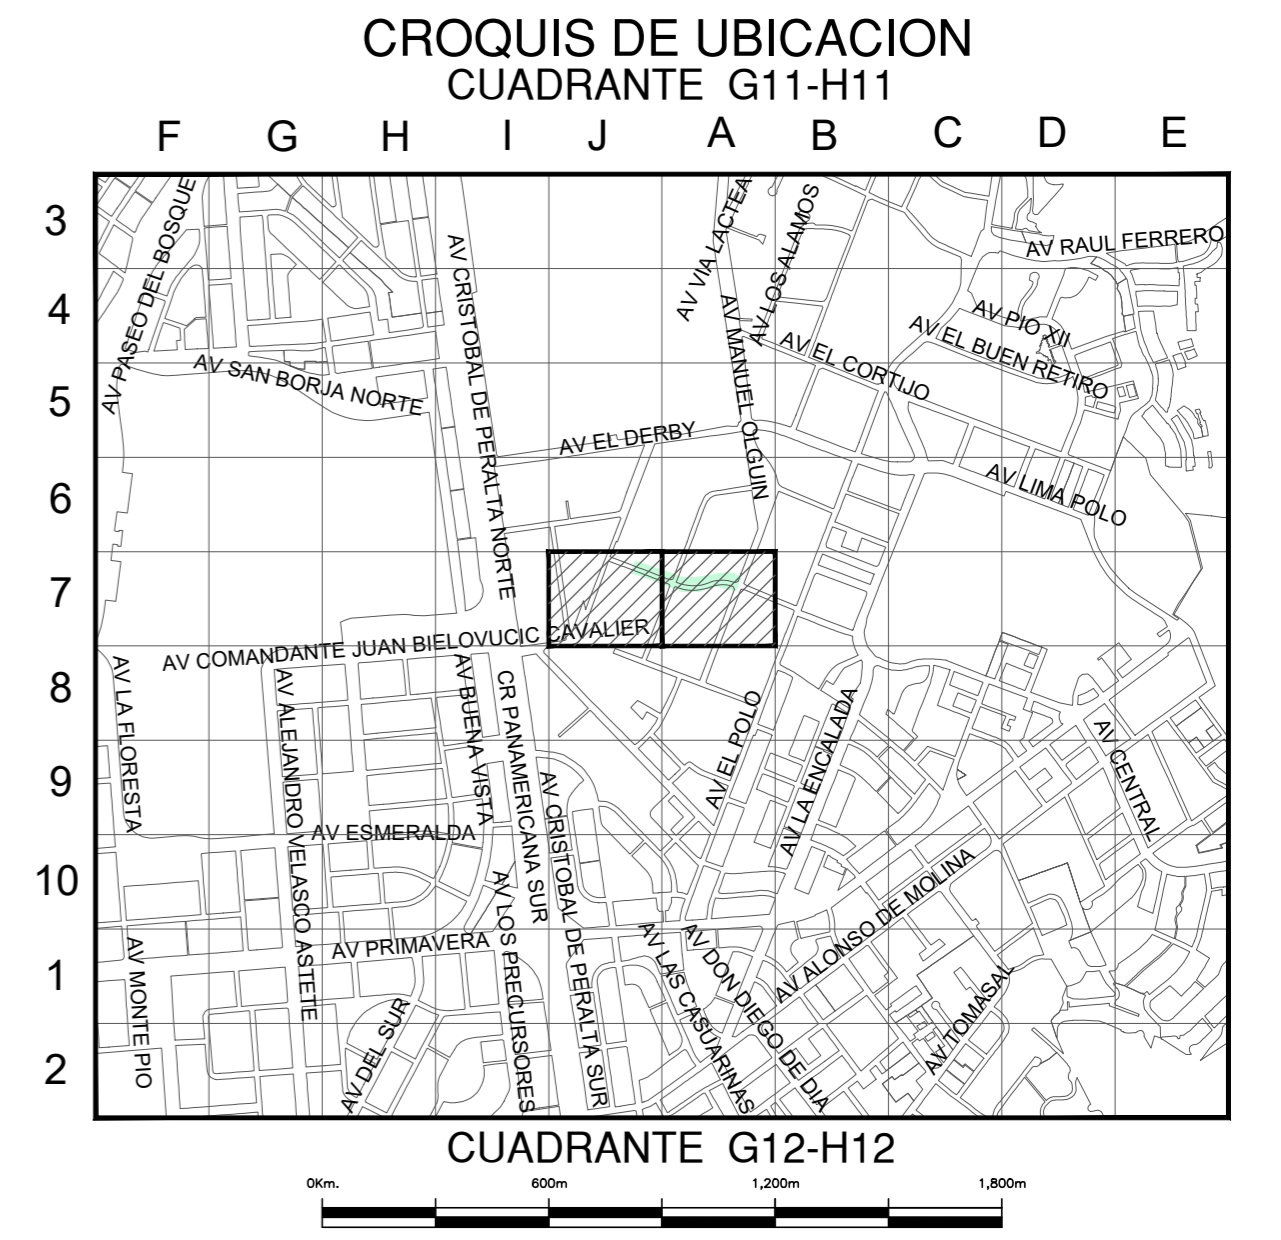 CROQUIS DE UBICACION
CUADRANTE G11-H11
F G H I J A B C D E
3
4
5
6
7
8
9
10
1
2
AV PASEO DEL BOSQUE
AV CRISTOBAL DE PERALTA NORTE
AV VIA LACTEA
AV LOS ALAMOS
AV RAUL FERRERO
AV MANUEL OLGUIN
AV PIO XII
AV EL BUEN RETIRO
AV EL CORTIJO
AV SAN BORJA NORTE
AV EL DERBY
AV LIMA POLO
AV COMANDANTE JUAN BIELOVUCIC CAVALIER
AV LA FLORESTA
AV ALEJANDRO VELASCO ASTETE
AV BUENA VISTA
CR PANAMERICANA SUR
AV EL POLO
AV LA ENCALADA
AV CENTRAL
AV CRISTOBAL DE PERALTA SUR
AV ESMERALDA
AV LOS PRECURSORES
AV ALONSO DE MOLINA
AV PRIMAVERA
AV MONTE PIO
AV LAS CASUARINAS
AV DON DIEGO DE DIA
AV TOMASAL
AV DEL SUR
CUADRANTE G12-H12
0Km. 600m 1,200m 1,800m